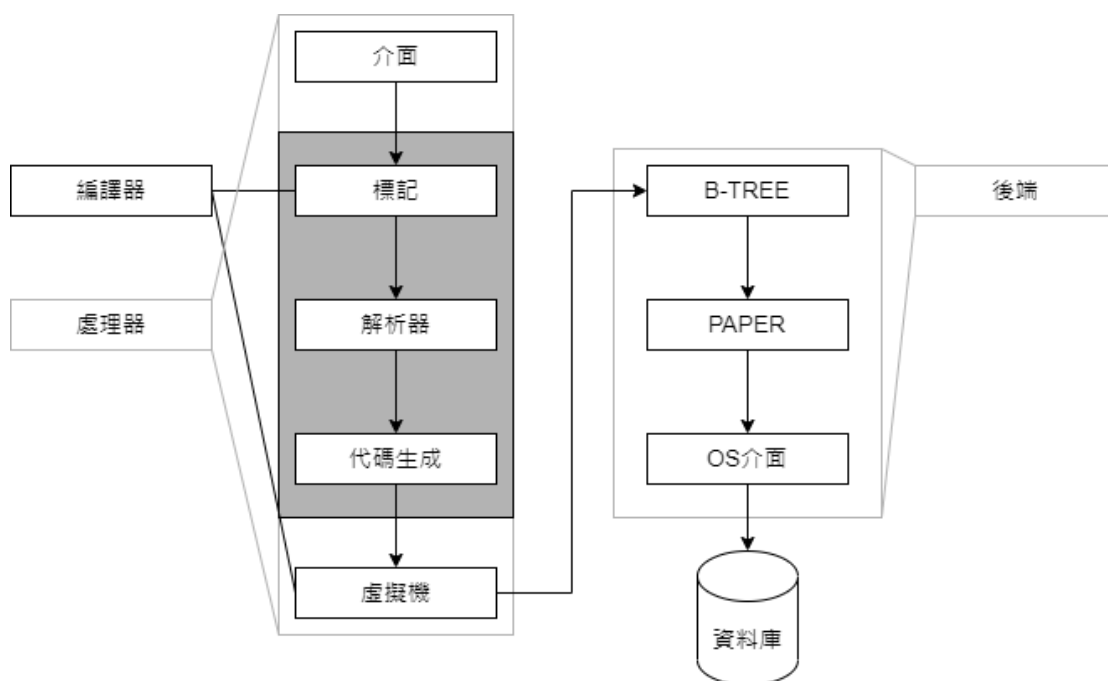 介面
編譯器
標記
B-TREE
後端
處理器
解析器
PAPER
代碼生成
OS介面
虛擬機
資料庫